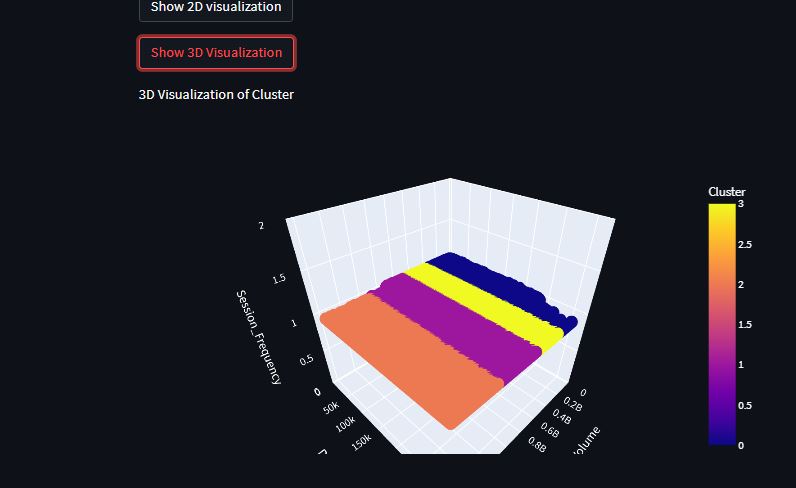 Show 2D visualization
Show 3D Visualization
3D Visualization of Cluster
Cluster
3
2.5
2
1.5
1
0.5
0
2
1.5
1
0.5
0
Session_Frequency
50k
100k
150k
0
0.2B
0.4B
0.6B
0.8B